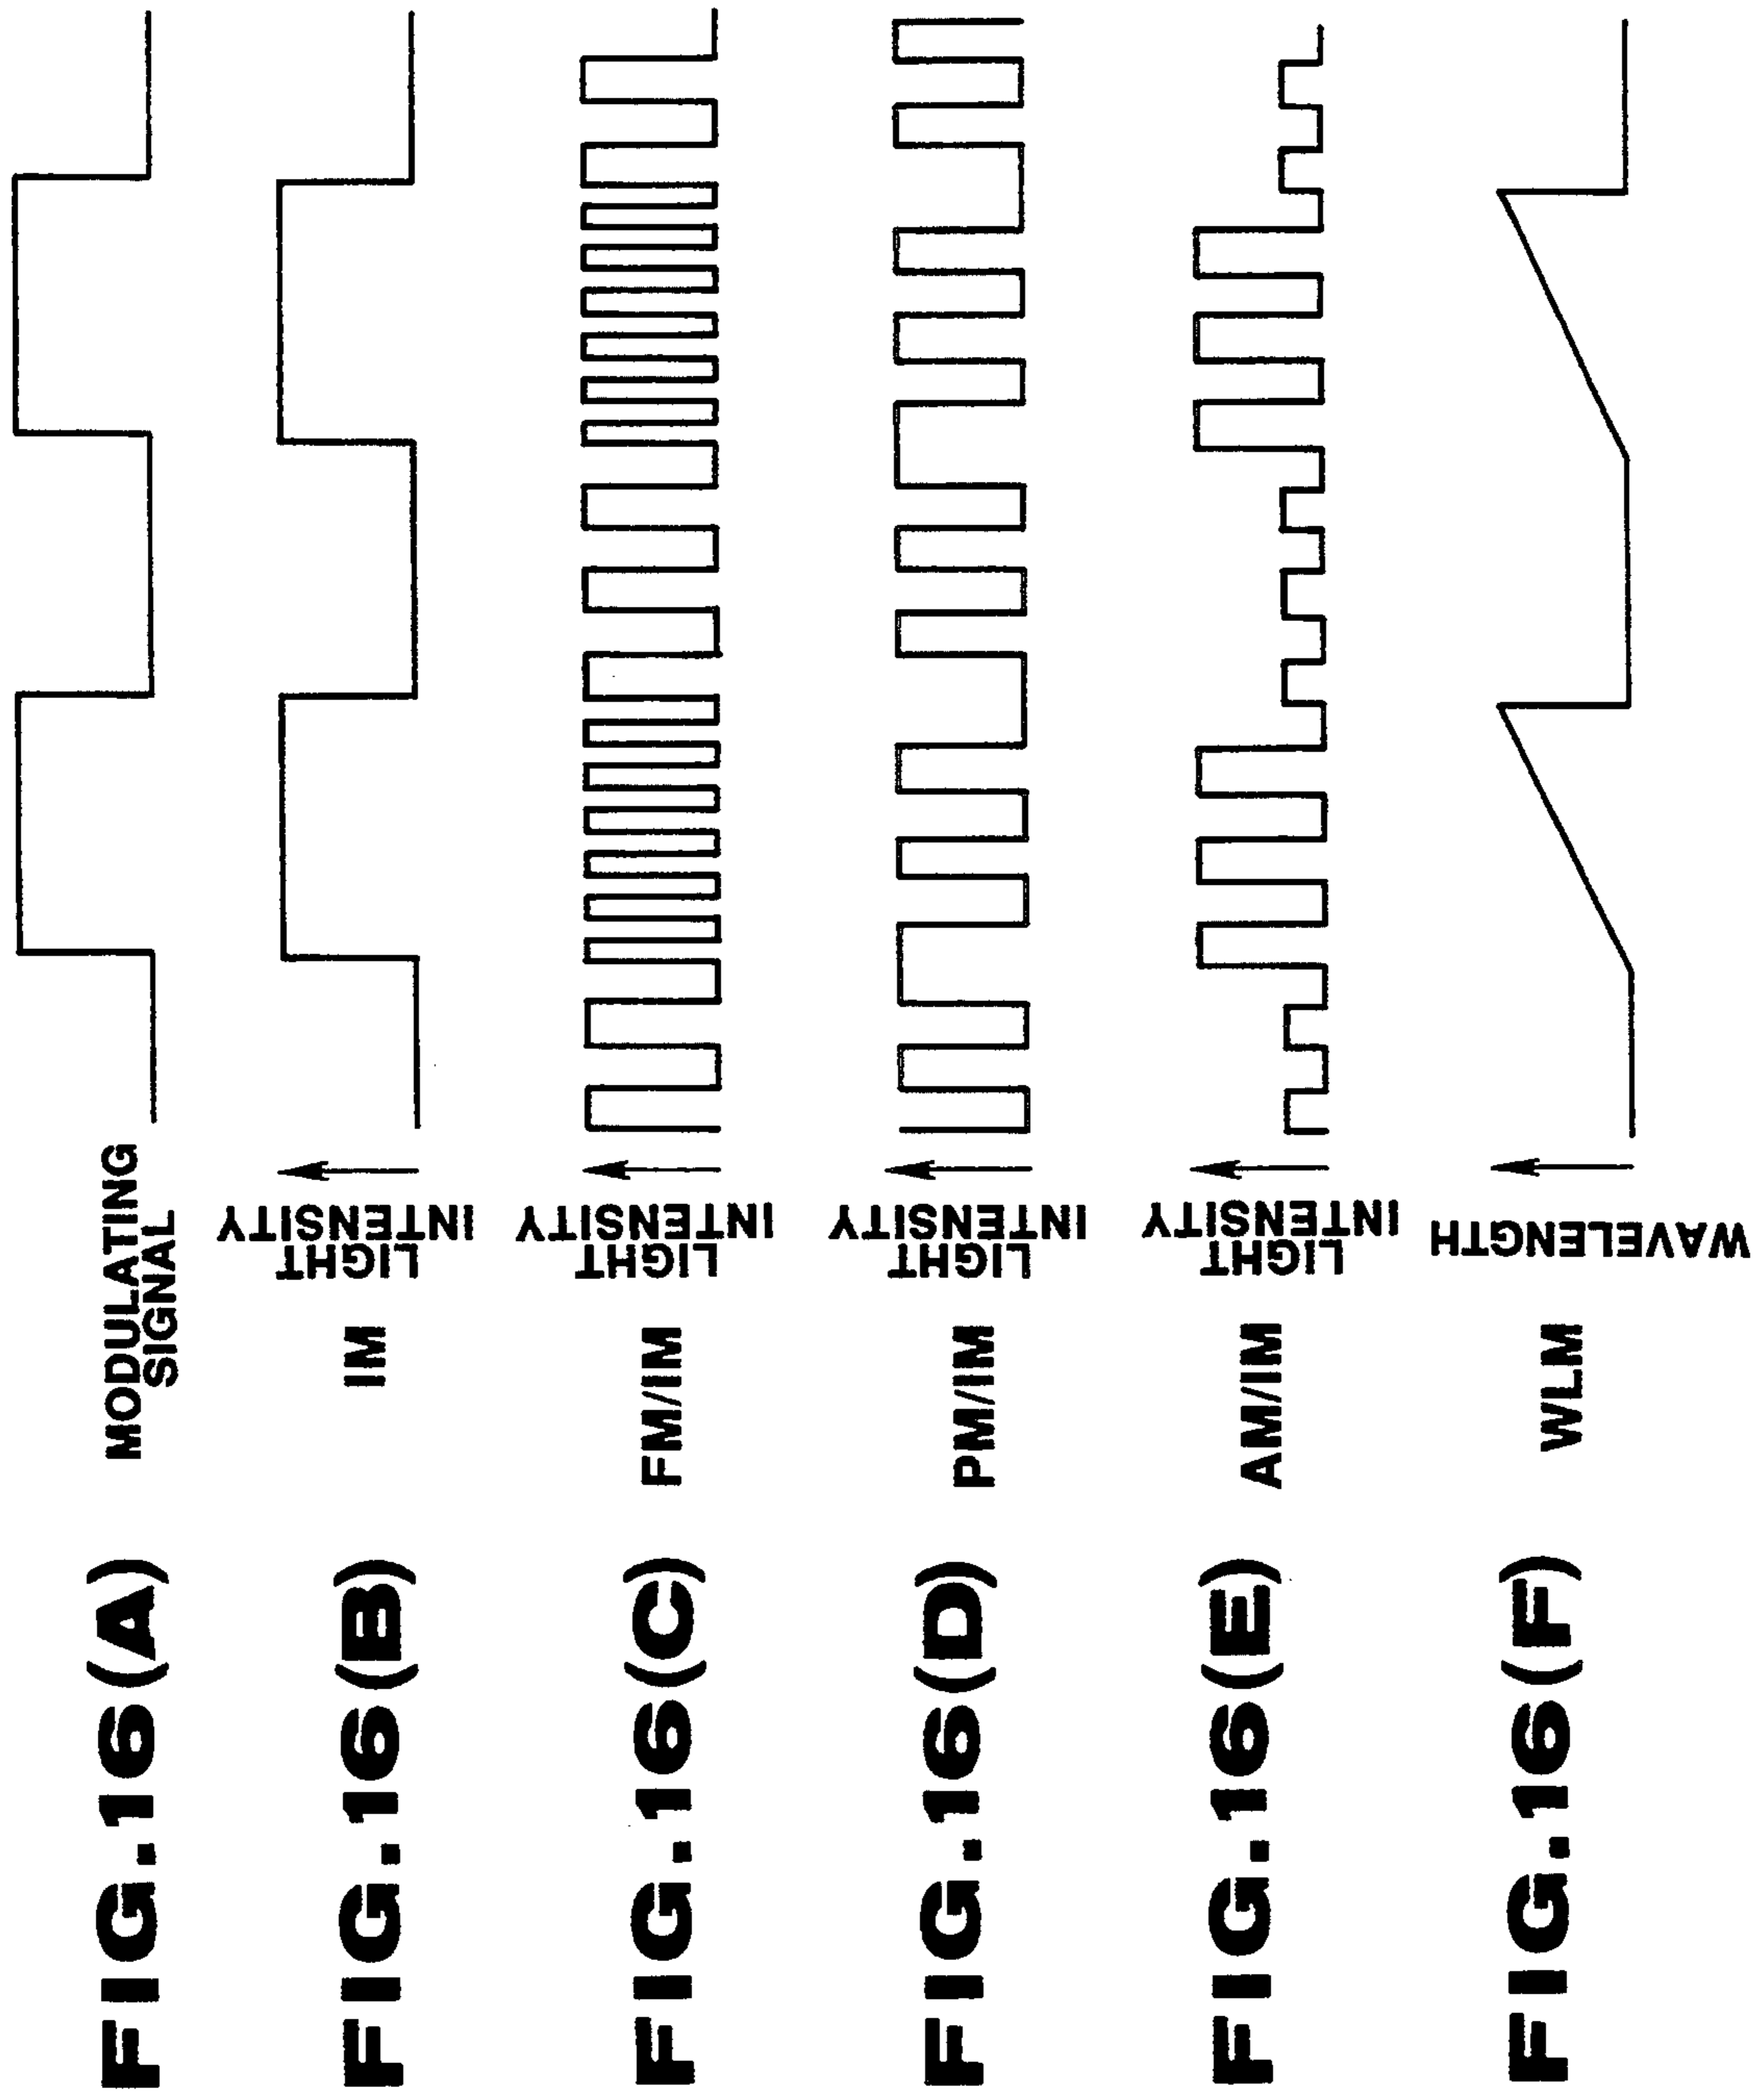 FIG.16(A)
MODULATING
SIGNAL
FIG.16(B)
IM
LIGHT
INTENSITY
FIG.16(C)
FM/IM
LIGHT
INTENSITY
FIG.16(D)
PM/IM
LIGHT
INTENSITY
FIG.16(E)
AM/IM
LIGHT
INTENSITY
FIG.16(F)
WLM
WAVELENGTH